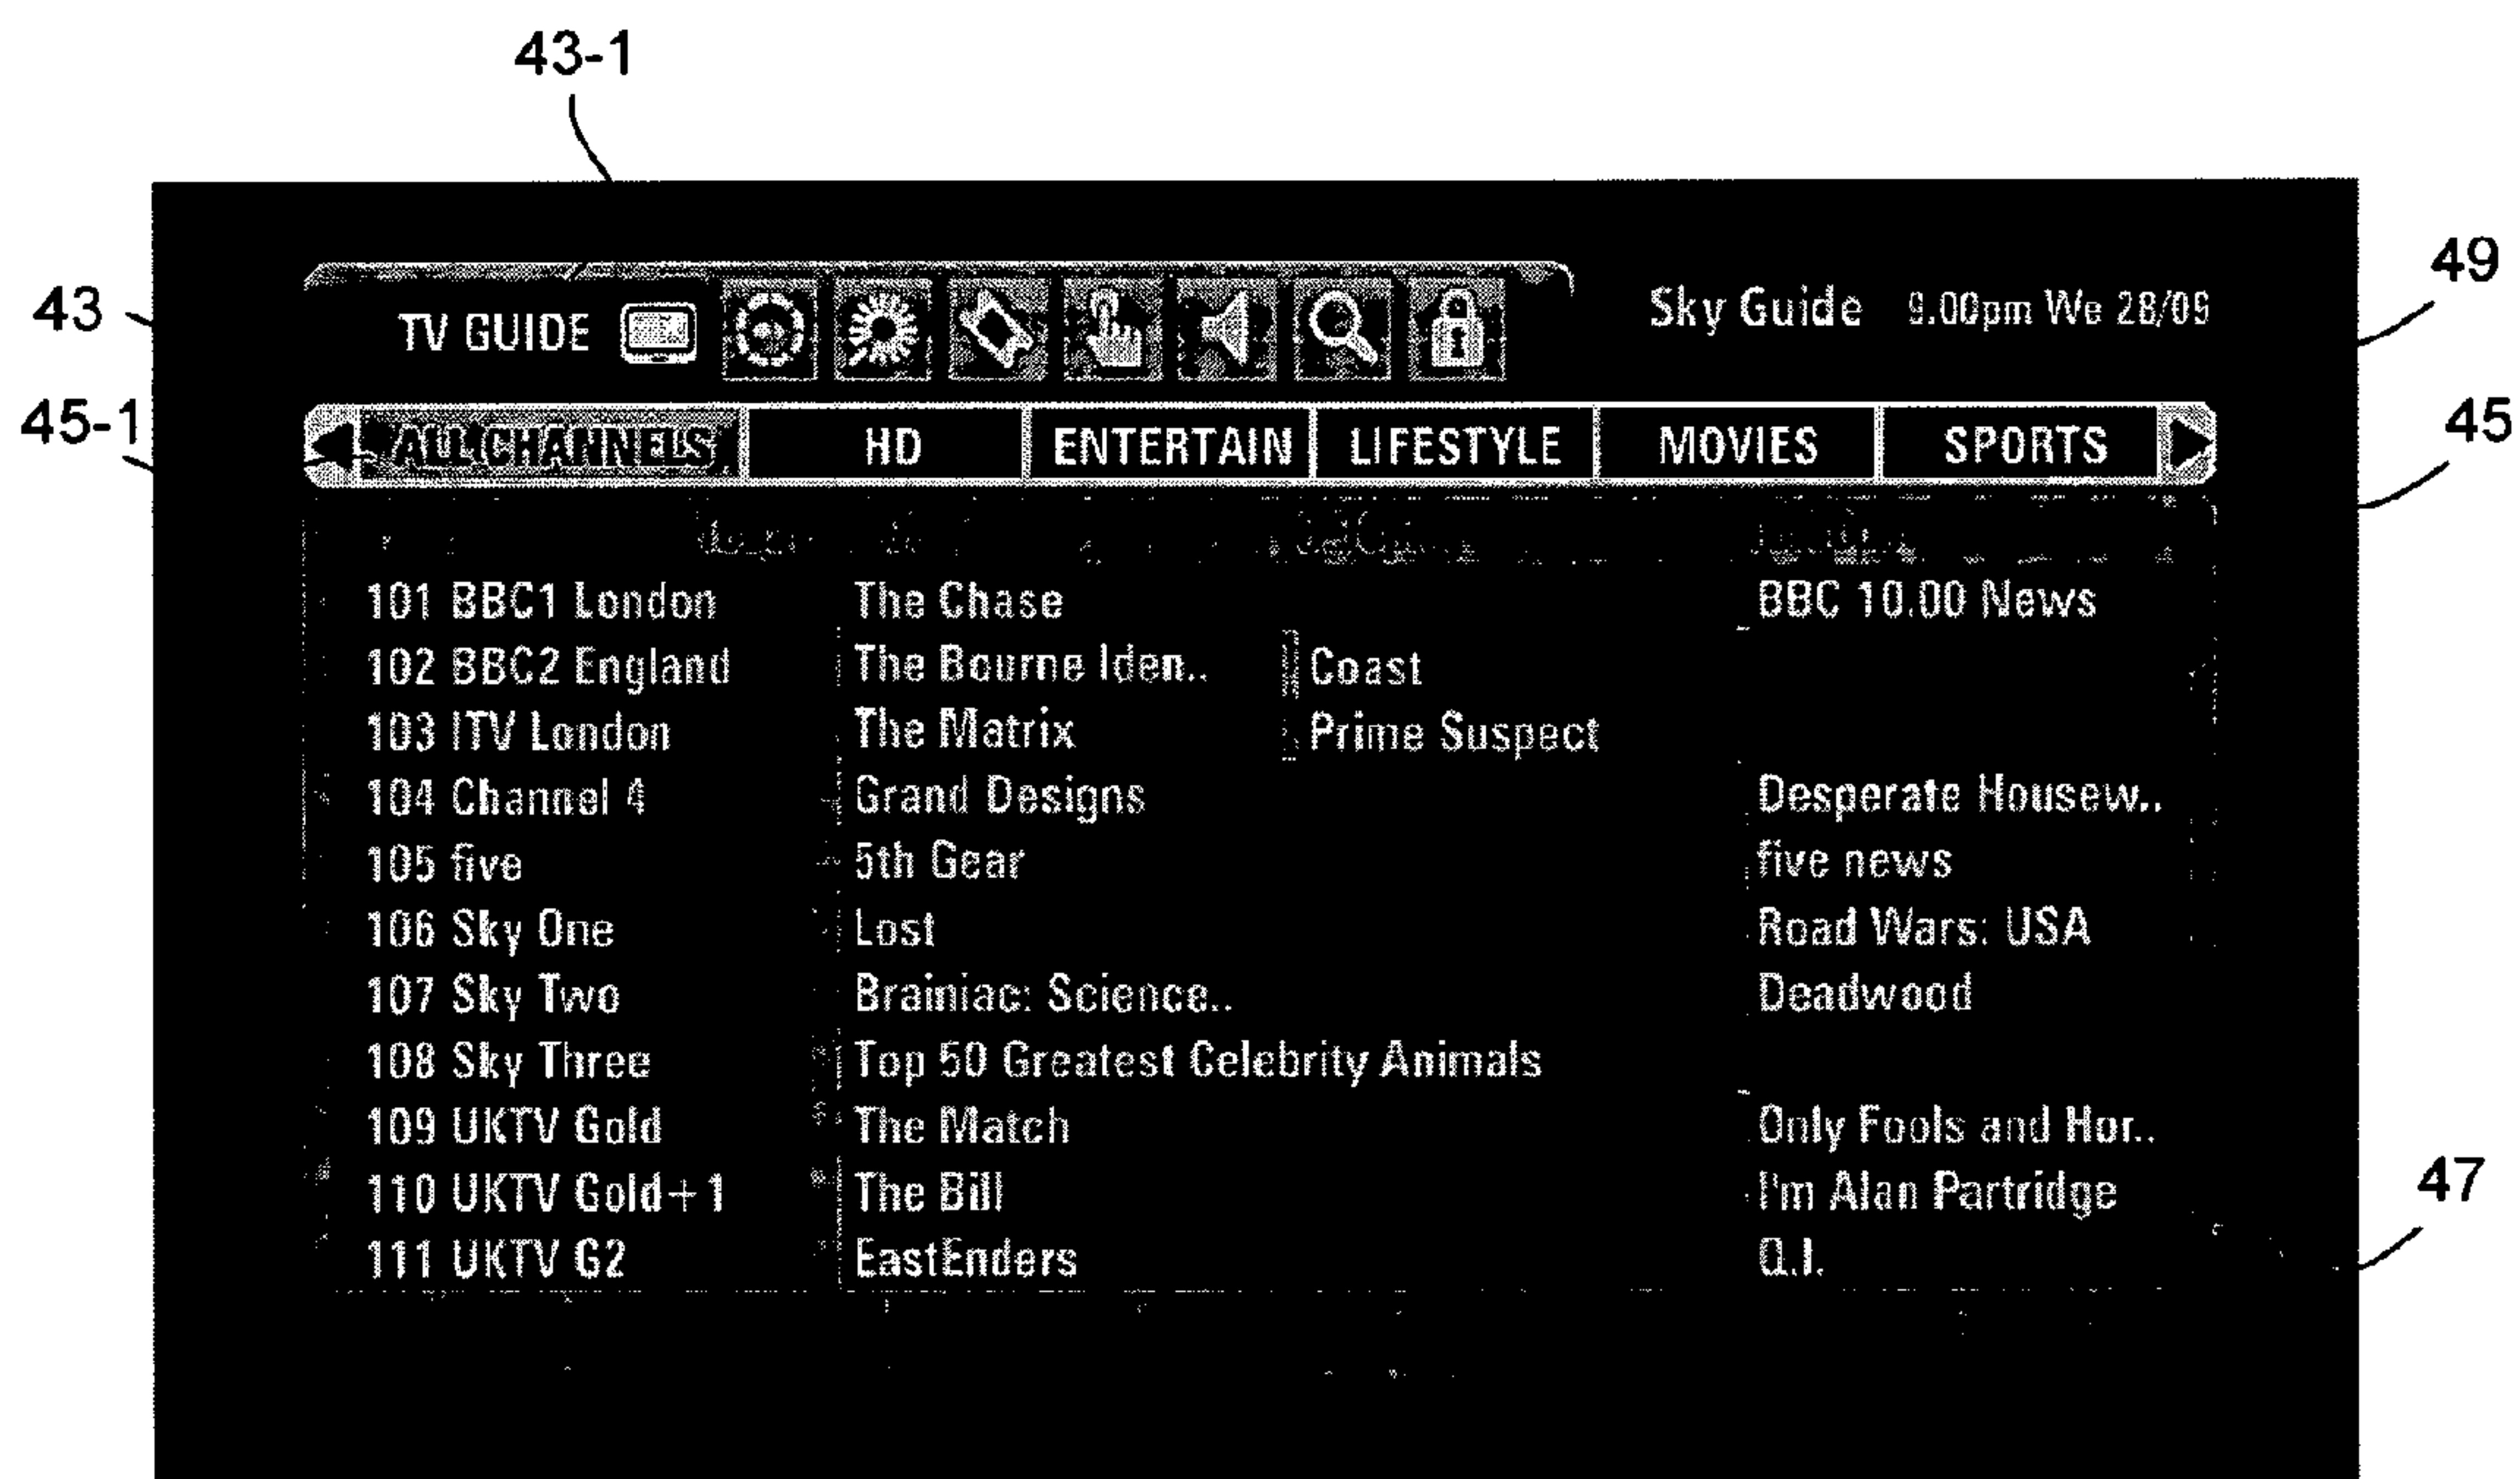 43-1
49
43
TV GUIDE
Sky Guide 9.00pm We 28/09
45-1
45
ALL CHANNELS HD ENTERTAIN LIFESTYLE MOVIES SPORTS
101 BBC1 London The Chase BBC 10.00 News
102 BBC2 England The Bourne Iden.. Coast
103 ITV London The Matrix Prime Suspect
104 Channel 4 Grand Designs Desperate Housew..
105 five 5th Gear five news
106 Sky One Lost Road Wars: USA
107 Sky Two Brainiac: Science.. Deadwood
108 Sky Three Top 50 Greatest Celebrity Animals
109 UKTV Gold The Match Only Fools and Hor..
110 UKTV Gold+1 The Bill I'm Alan Partridge
47
111 UKTV G2 EastEnders Q.I.